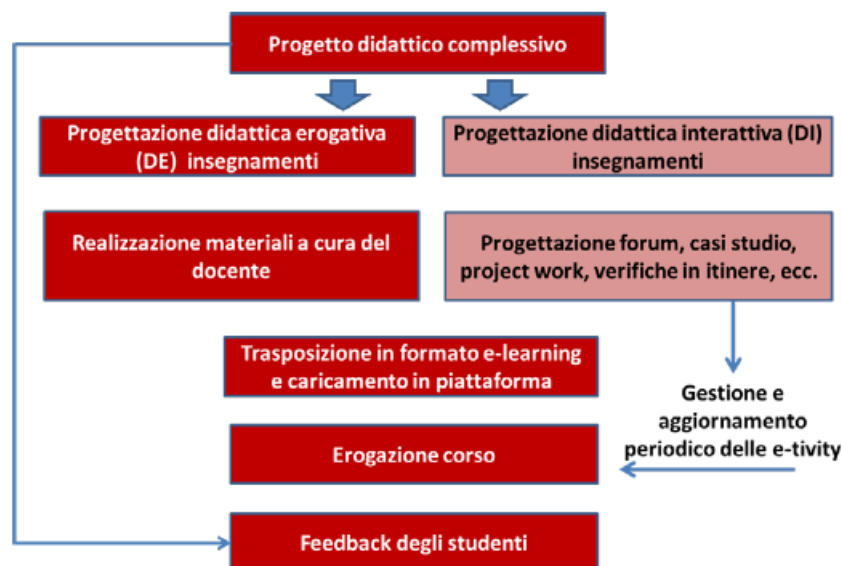 Progetto didattico complessivo
Progettazione didattica erogativa
(DE) insegnamenti
Progettazione didattica interattiva (DI)
insegnamenti
Realizzazione materiali a cura del
docente
Progettazione forum, casi studio,
project work, verifiche in itinere, ecc.
Trasposizione in formato e-learning
e caricamento in piattaforma
Gestione e
aggiornamento
periodico delle e-tivity
Erogazione corso
Feedback degli studenti